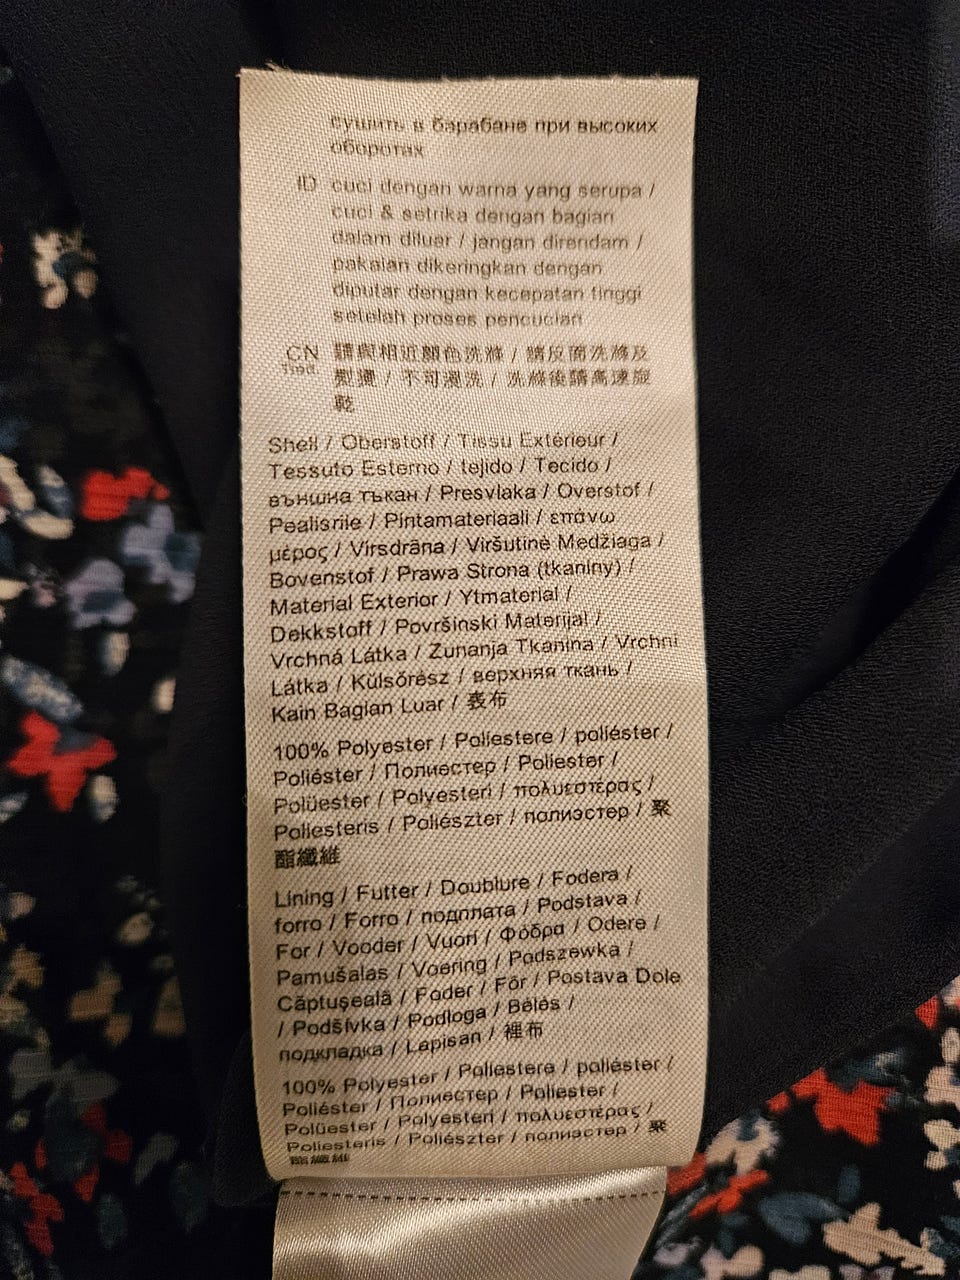 сушить в барабане при высоких
оборотах
ID cuci dengan warna yang serupa /
cuci & setrika dengan bagian
dalam diluar / jangan direndam /
pakaian dikeringkan dengan
diputar dengan kecepatan tinggi
setelah proses pencucian
CN 請與相近顏色洗滌 / 請反面洗滌及
Trad. 熨燙 / 不可浸洗 / 洗滌後請高速旋
乾
Shell / Oberstoff / Tissu Extérieur /
Tessuto Esterno / tejido / Tecido /
външна тъкан / Presvlaka / Overstof /
Pealisriie / Pintamateriaali / επάνω
μέρος / Virsdrāna / Viršutinė Medžiaga /
Bovenstof / Prawa Strona (tkaniny) /
Material Exterior / Ytmaterial /
Dekkstoff / Površinski Materijal /
Vrchná Látka / Zunanja Tkanina / Vrchni
Látka / Külsőrész / верхняя ткань /
Kain Bagian Luar / 表布
100% Polyester / Poliestere / poliéster /
Poliéster / Полиестер / Poliester /
Polüester / Polyesteri / πολυεστέρας /
Poliesteris / Poliészter / полиэстер / 聚
酯纖維
Lining / Futter / Doublure / Fodera /
forro / Forro / подплата / Podstava /
For / Vooder / Vuori / Φόδρα / Odere /
Pamušalas / Voering / Podszewka /
Căptuşeală / Foder / Fôr / Postava Dole
/ Podšívka / Podloga / Bélés /
подкладка / Lapisan / 裡布
100% Polyester / Poliestere / poliéster /
Poliéster / Полиестер / Poliester /
Polüester / Polyesteri / πολυεστέρας /
Poliesteris / Poliészter / полиэстер / 聚
酯纖維